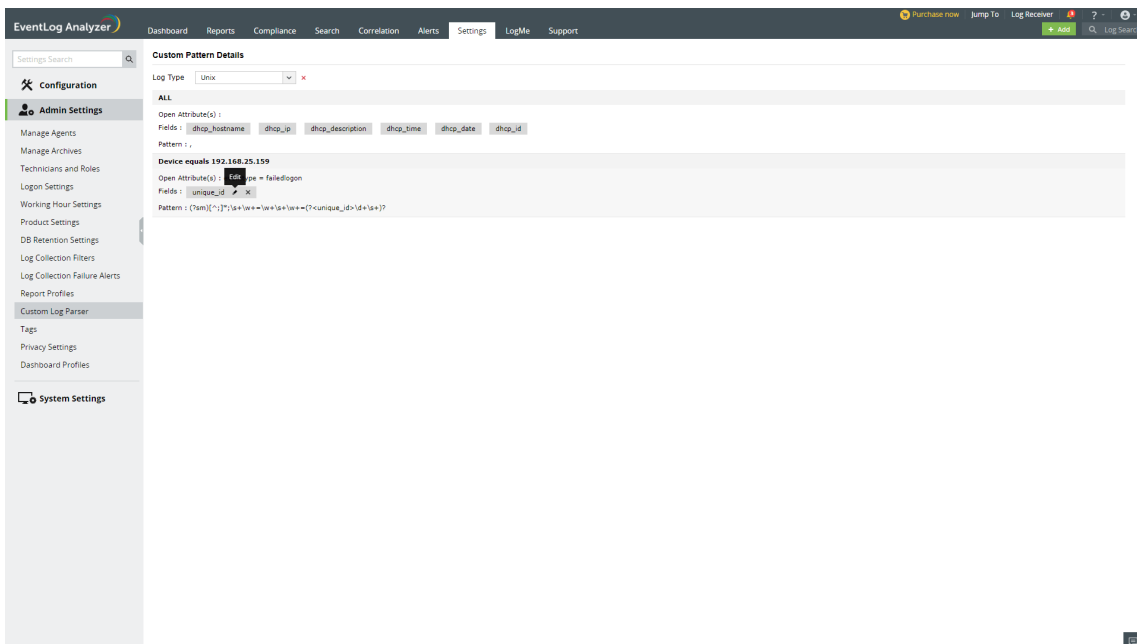 Purchase now Jump To Log Receiver ? -
EventLog Analyzer
Dashboard Reports Compliance Search Correlation Alerts Settings LogMe Support
+ Add Log Searc
Settings Search
Custom Pattern Details
Log Type Unix
Configuration
ALL
Admin Settings
Open Attribute(s) :
Fields : dhcp_hostname dhcp_ip dhcp_description dhcp_time dhcp_date dhcp_id
Manage Agents
Pattern : ,
Manage Archives
Device equals 192.168.25.159
Technicians and Roles
Open Attribute(s) : Edit ype = failedlogon
Logon Settings
Fields : unique_id
Working Hour Settings
Pattern : (?sm)[^;]*;\s+\w+=\w+\s+\w+=(?<unique_id>\d+\s+)?
Product Settings
DB Retention Settings
Log Collection Filters
Log Collection Failure Alerts
Report Profiles
Custom Log Parser
Tags
Privacy Settings
Dashboard Profiles
System Settings